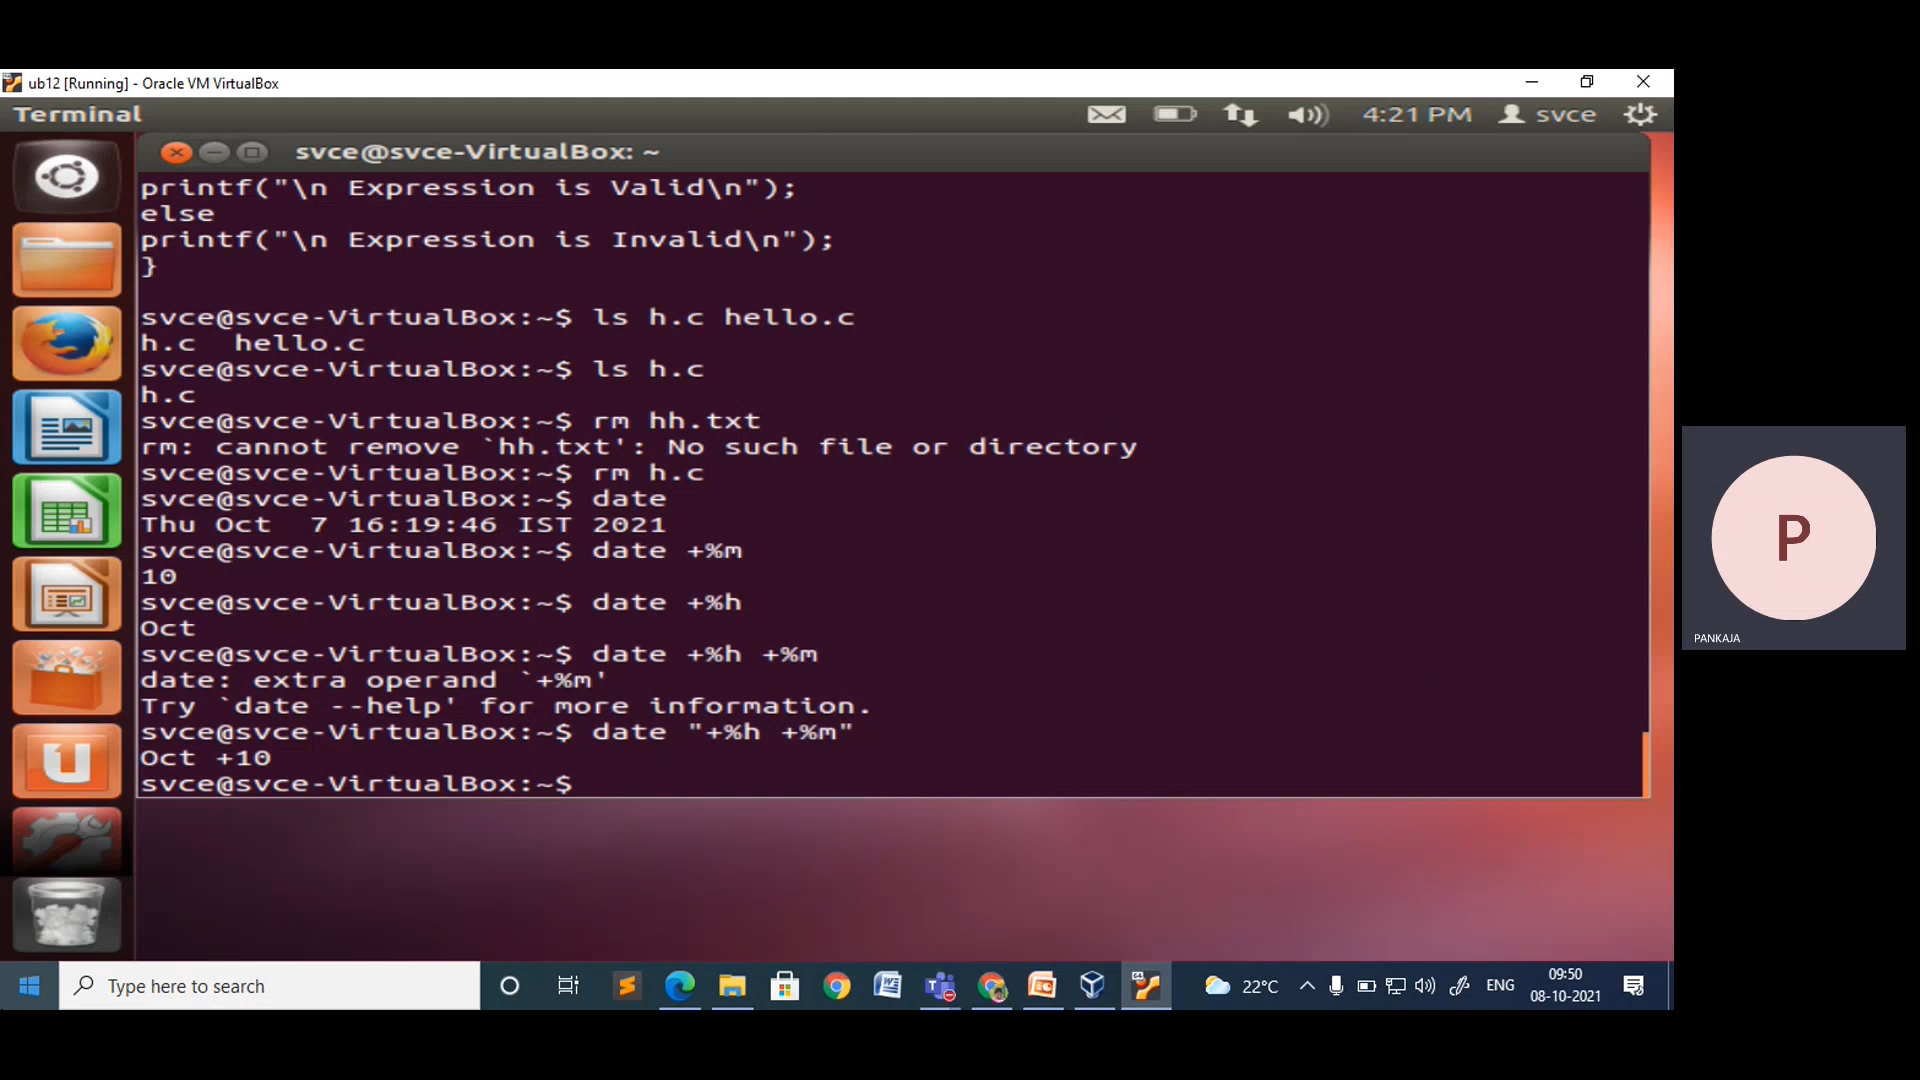 ub12 [Running] - Oracle VM VirtualBox
Terminal
4:21 PM
svce
svce@svce-VirtualBox: ~
printf("\n Expression is Valid\n");
else
printf("\n Expression is Invalid\n");
}
svce@svce-VirtualBox:~$ ls h.c hello.c
h.c  hello.c
svce@svce-VirtualBox:~$ ls h.c
h.c
svce@svce-VirtualBox:~$ rm hh.txt
rm: cannot remove `hh.txt': No such file or directory
svce@svce-VirtualBox:~$ rm h.c
svce@svce-VirtualBox:~$ date
Thu Oct  7 16:19:46 IST 2021
svce@svce-VirtualBox:~$ date +%m
10
svce@svce-VirtualBox:~$ date +%h
Oct
svce@svce-VirtualBox:~$ date +%h +%m
date: extra operand `+%m'
Try `date --help' for more information.
svce@svce-VirtualBox:~$ date "+%h +%m"
Oct +10
svce@svce-VirtualBox:~$
P
PANKAJA
Type here to search
22°C
ENG
09:50
08-10-2021